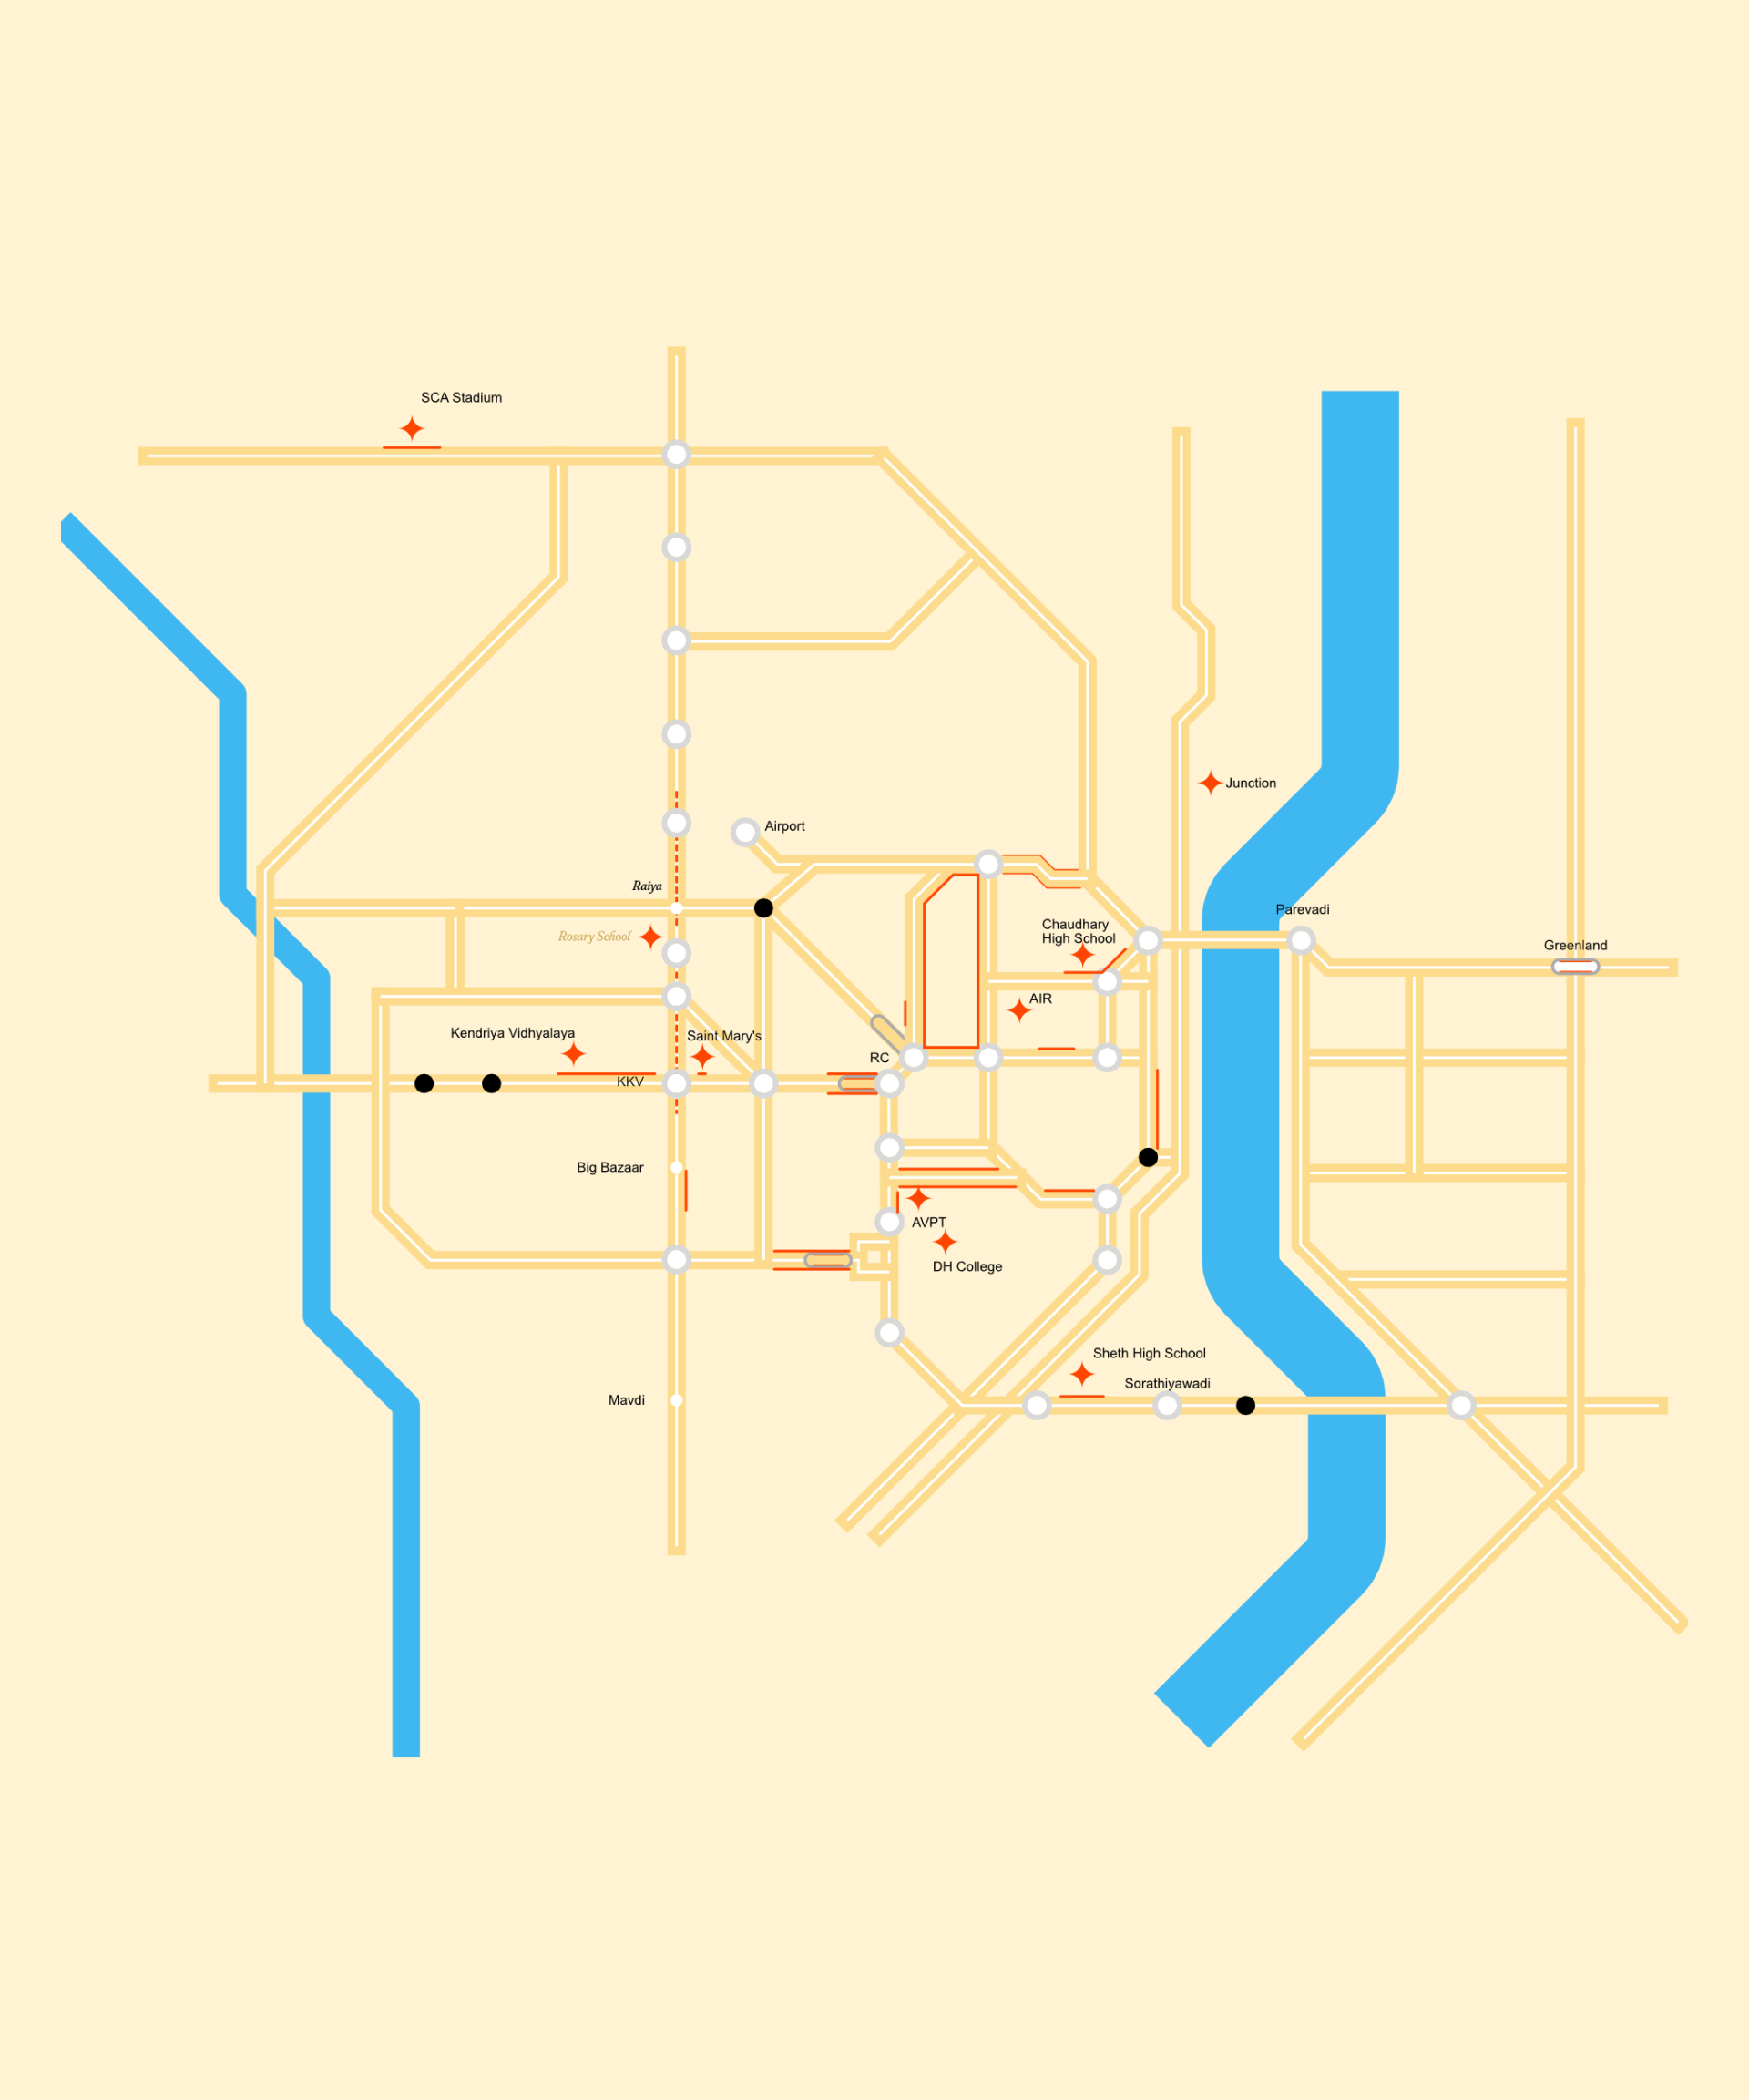 SCA Stadium
Junction
Airport
Raiya
Parevadi
Chaudhary
High School
Rosary School
Greenland
AIR
Kendriya Vidhyalaya
Saint Mary's
RC
KKV
Big Bazaar
AVPT
DH College
Sheth High School
Sorathiyawadi
Mavdi